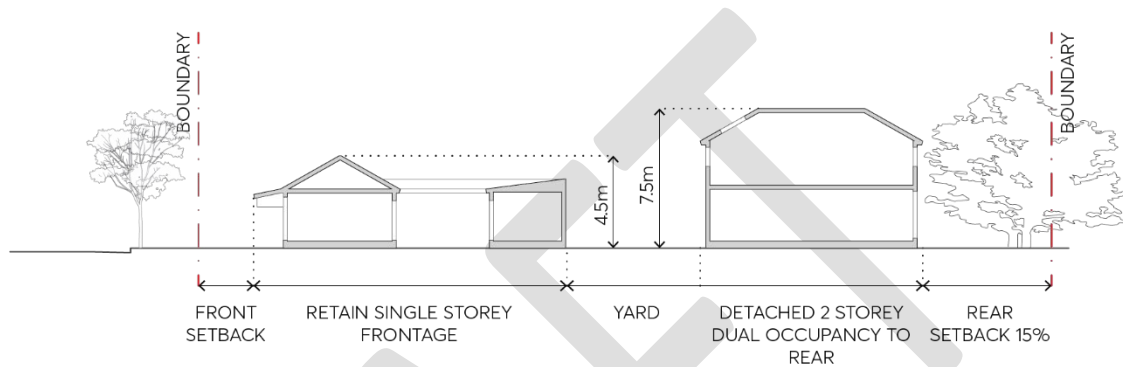 BOUNDARY
BOUNDARY
4.5m
7.5m
FRONT
SETBACK
RETAIN SINGLE STOREY
FRONTAGE
YARD
DETACHED 2 STOREY
DUAL OCCUPANCY TO
REAR
REAR
SETBACK 15%